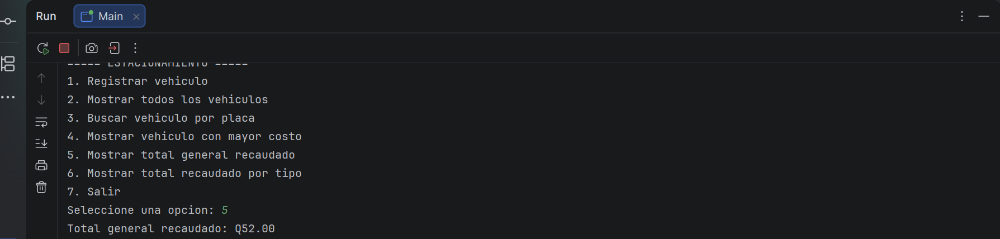 Run
Main
===== ESTACIONAMIENTO =====
1. Registrar vehiculo
2. Mostrar todos los vehiculos
3. Buscar vehiculo por placa
4. Mostrar vehiculo con mayor costo
5. Mostrar total general recaudado
6. Mostrar total recaudado por tipo
7. Salir
Seleccione una opcion: 5
Total general recaudado: Q52.00